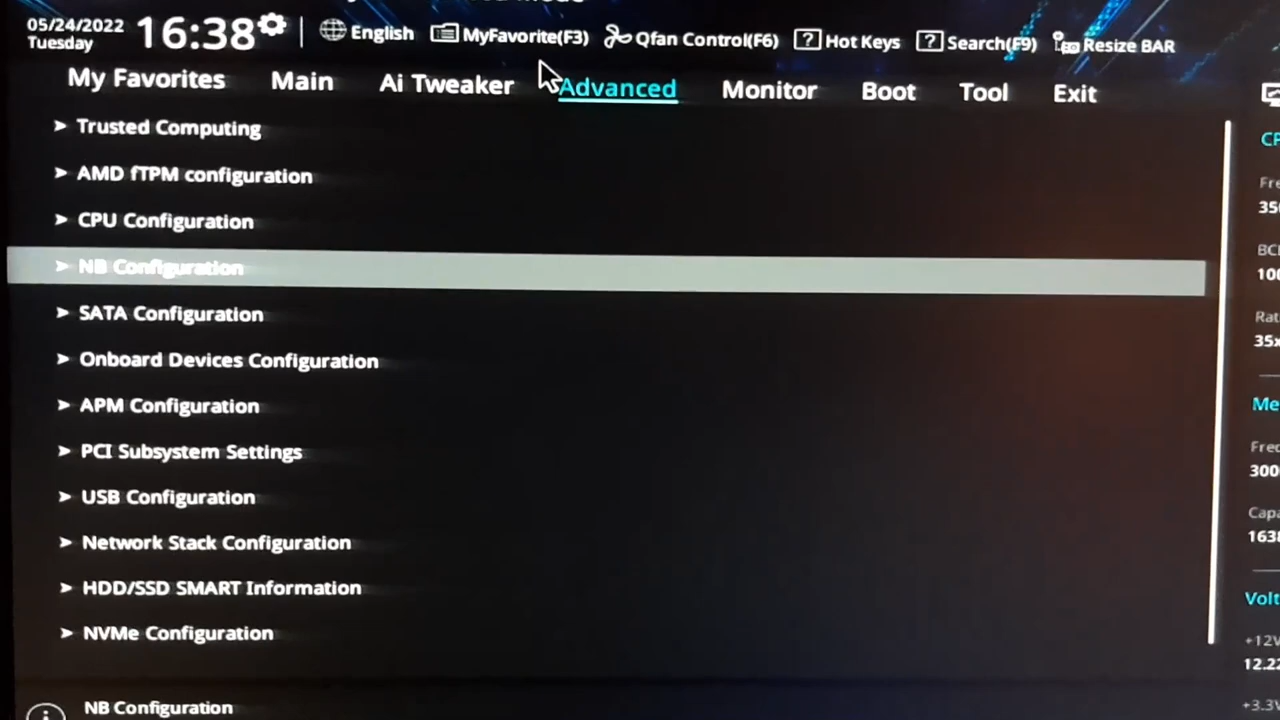 05/24/2022
Tuesday
16:38
English
MyFavorite(F3)
Qfan Control(F6)
? Hot Keys
? Search(F9)
Resize BAR
My Favorites
Main
Ai Tweaker
Advanced
Monitor
Boot
Tool
Exit
Trusted Computing
AMD fTPM configuration
CPU Configuration
NB Configuration
SATA Configuration
Onboard Devices Configuration
APM Configuration
PCI Subsystem Settings
USB Configuration
Network Stack Configuration
HDD/SSD SMART Information
NVMe Configuration
NB Configuration
35x
Volt
+12V